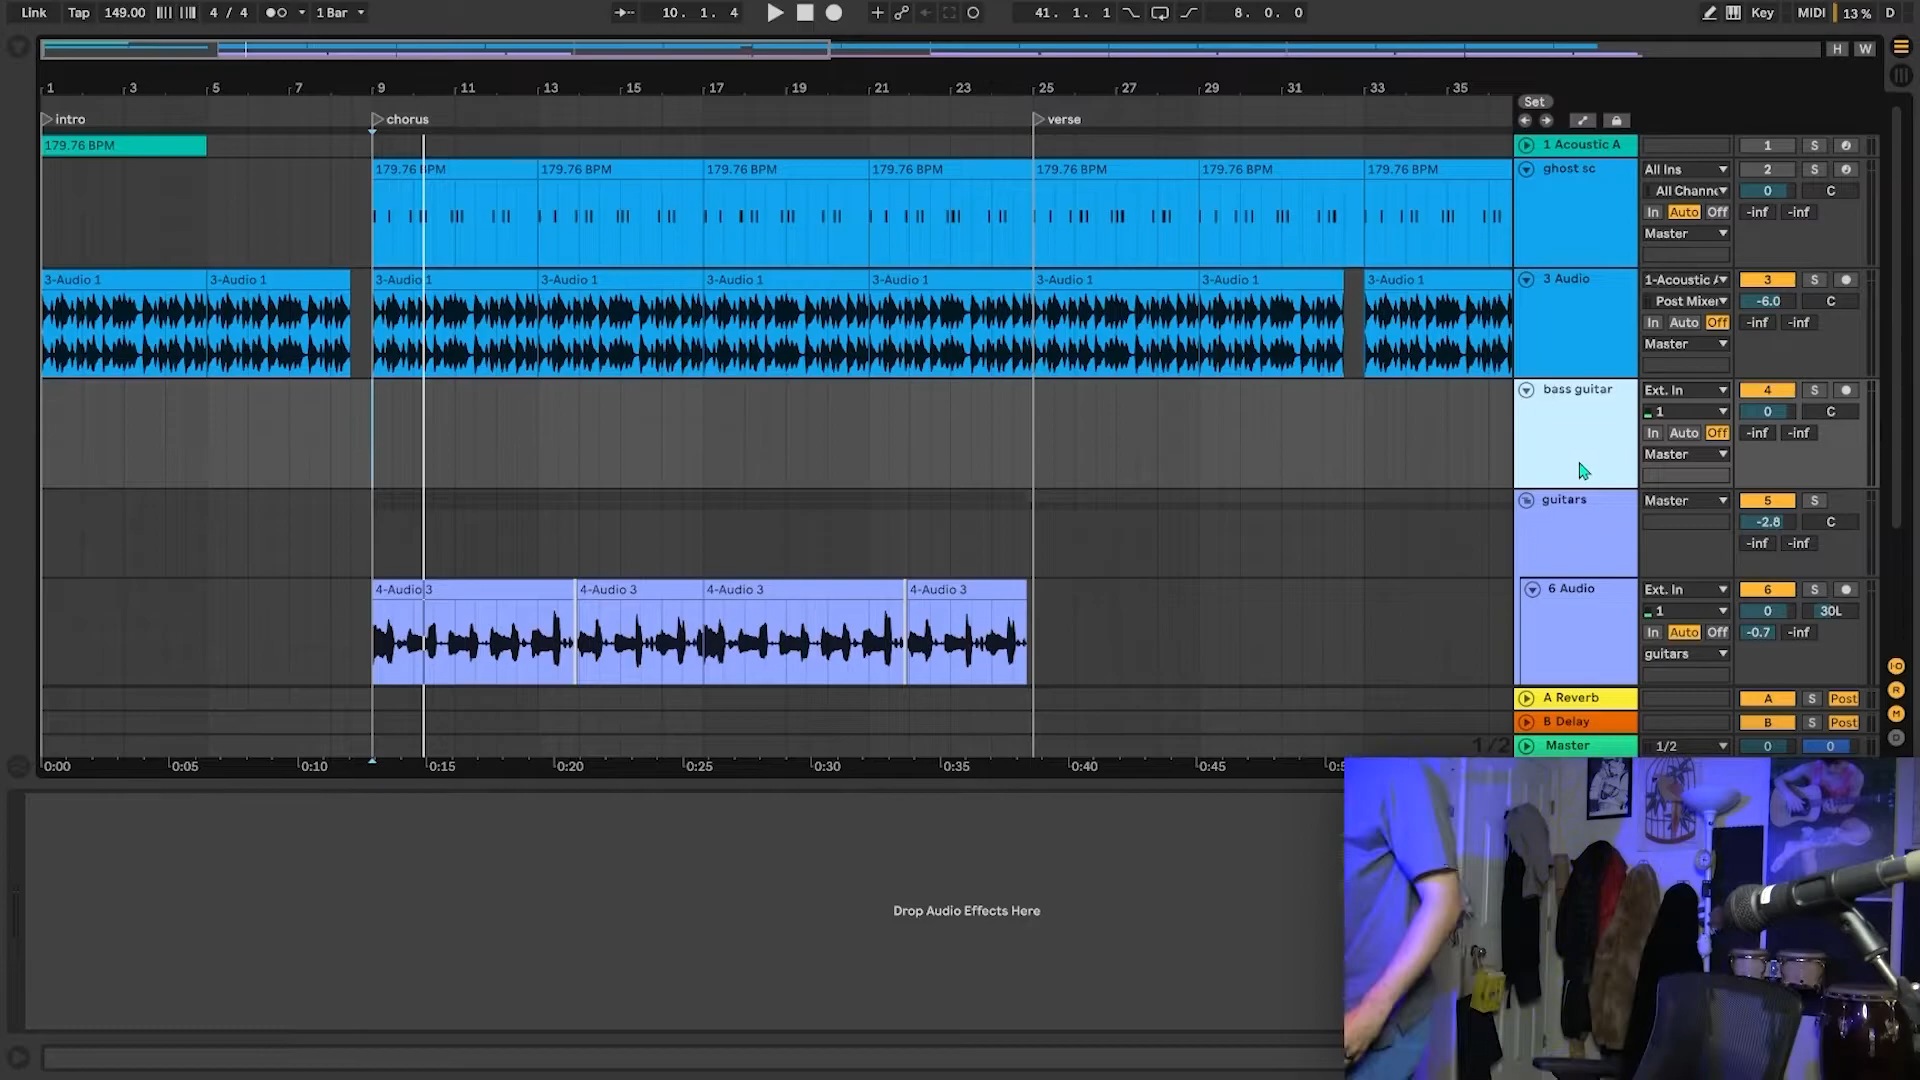 Link Tap 149.00 4 / 4 1 Bar 10. 1. 4 41. 1. 1 8. 0. 0 Key MIDI 13 % D
H W
1 3 5 7 9 11 13 15 17 19 21 23 25 27 29 31 33 35
Set
intro chorus verse
179.76 BPM 1 Acoustic A 1 S
179.76 BPM 179.76 BPM 179.76 BPM 179.76 BPM 179.76 BPM 179.76 BPM 179.76 BPM ghost sc All Ins 2 S
All Channe 0 C
In Auto Off -inf -inf
Master
3-Audio 1 3-Audio 1 3-Audio 1 3-Audio 1 3-Audio 1 3-Audio 1 3-Audio 1 3-Audio 1 3-Audio 1 3 Audio 1-Acoustic A 3 S
Post Mixer -6.0 C
In Auto Off -inf -inf
Master
bass guitar Ext. In 4 S
1 0 C
In Auto Off -inf -inf
Master
guitars Master 5 S
-2.8 C
-inf -inf
4-Audio 3 4-Audio 3 4-Audio 3 4-Audio 3 6 Audio Ext. In 6 S
1 0 30L
In Auto Off -0.7 -inf
guitars
A Reverb A S Post
B Delay B S Post
1/2 Master 1/2 0 0
0:00 0:05 0:10 0:15 0:20 0:25 0:30 0:35 0:40 0:45
I·O
R
M
D
Drop Audio Effects Here